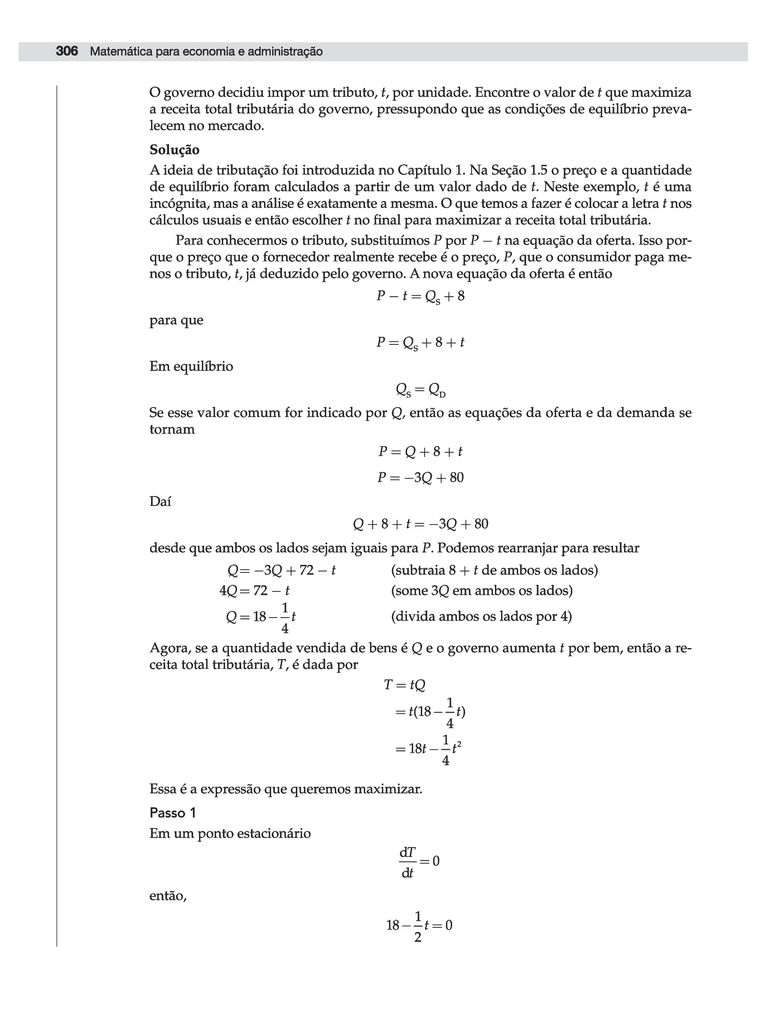 306 Matemática para economia e administração
O governo decidiu impor um tributo, t, por unidade. Encontre o valor de t que maximiza
a receita total tributária do governo, pressupondo que as condições de equilíbrio preva-
lecem no mercado.
Solução
A ideia de tributação foi introduzida no Capítulo 1. Na Seção 1.5 o preço e a quantidade
de equilíbrio foram calculados a partir de um valor dado de t. Neste exemplo, t é uma
incógnita, mas a análise é exatamente a mesma. O que temos a fazer é colocar a letra t nos
cálculos usuais e então escolher t no final para maximizar a receita total tributária.
Para conhecermos o tributo, substituímos P por P − t na equação da oferta. Isso por-
que o preço que o fornecedor realmente recebe é o preço, P, que o consumidor paga me-
nos o tributo, t, já deduzido pelo governo. A nova equação da oferta é então
P − t = Q_S + 8
para que
P = Q_S + 8 + t
Em equilíbrio
Q_S = Q_D
Se esse valor comum for indicado por Q, então as equações da oferta e da demanda se
tornam
P = Q + 8 + t
P = −3Q + 80
Daí
Q + 8 + t = −3Q + 80
desde que ambos os lados sejam iguais para P. Podemos rearranjar para resultar
Q = −3Q + 72 − t (subtraia 8 + t de ambos os lados)
4Q = 72 − t (some 3Q em ambos os lados)
Q = 18 − 1/4 t (divida ambos os lados por 4)
Agora, se a quantidade vendida de bens é Q e o governo aumenta t por bem, então a re-
ceita total tributária, T, é dada por
T = tQ
= t(18 − 1/4 t)
= 18t − 1/4 t²
Essa é a expressão que queremos maximizar.
Passo 1
Em um ponto estacionário
dT/dt = 0
então,
18 − 1/2 t = 0